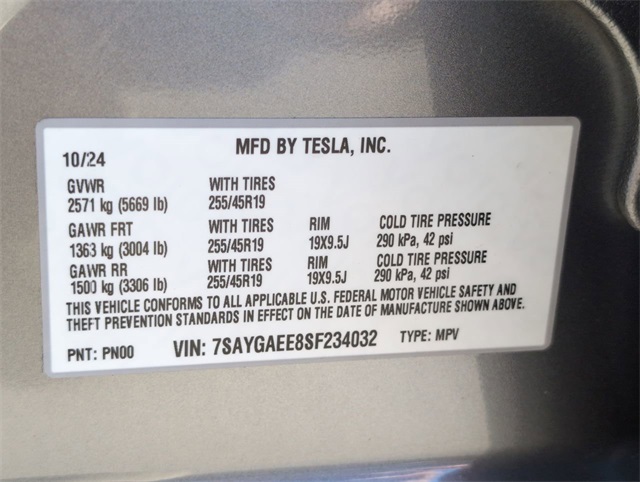 MFD BY TESLA, INC.
10/24
GVWR WITH TIRES
2571 kg (5669 lb) 255/45R19
GAWR FRT WITH TIRES RIM COLD TIRE PRESSURE
1363 kg (3004 lb) 255/45R19 19X9.5J 290 kPa, 42 psi
GAWR RR WITH TIRES RIM COLD TIRE PRESSURE
1500 kg (3306 lb) 255/45R19 19X9.5J 290 kPa, 42 psi
THIS VEHICLE CONFORMS TO ALL APPLICABLE U.S. FEDERAL MOTOR VEHICLE SAFETY AND
THEFT PREVENTION STANDARDS IN EFFECT ON THE DATE OF MANUFACTURE SHOWN ABOVE.
PNT: PN00 VIN: 7SAYGAEE8SF234032 TYPE: MPV